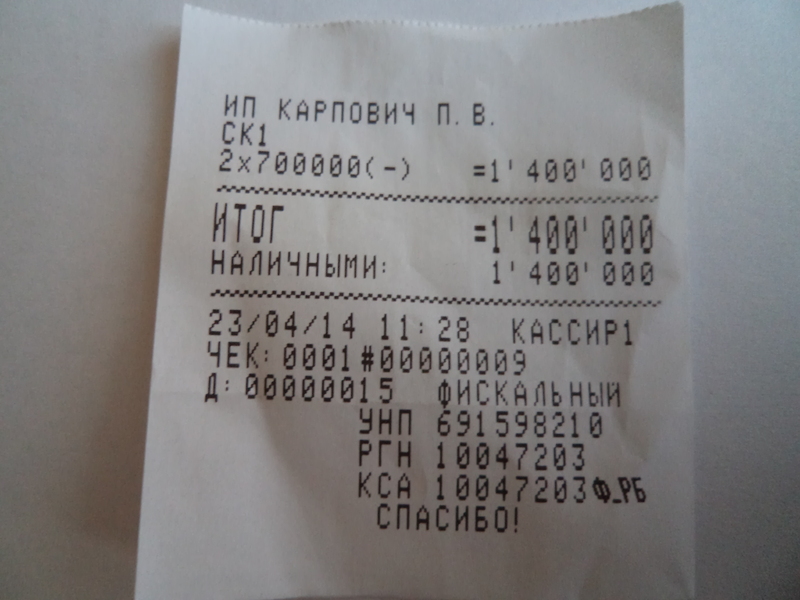 ИП КАРПОВИЧ П.В.
СК1
2x700000(-) =1'400'000
ИТОГ =1'400'000
НАЛИЧНЫМИ: 1'400'000
23/04/14 11:28 КАССИР1
ЧЕК: 0001#00000009
Д: 00000015 ФИСКАЛЬНЫЙ
УНП 691598210
РГН 10047203
КСА 10047203Ф_РБ
СПАСИБО!